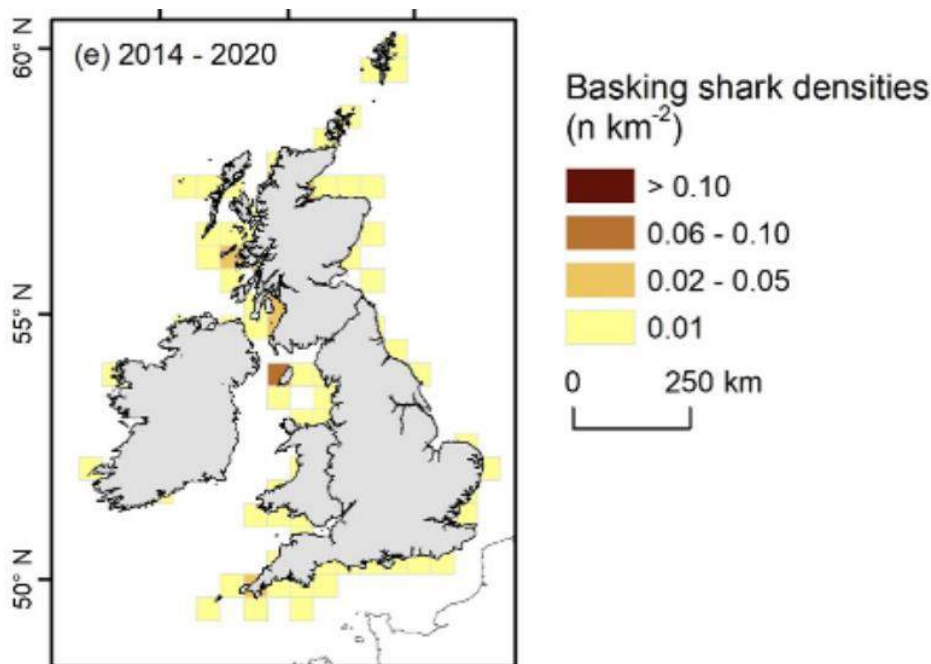 (e) 2014 - 2020
60° N
55° N
50° N
Basking shark densities
(n km⁻²)
> 0.10
0.06 - 0.10
0.02 - 0.05
0.01
0 250 km